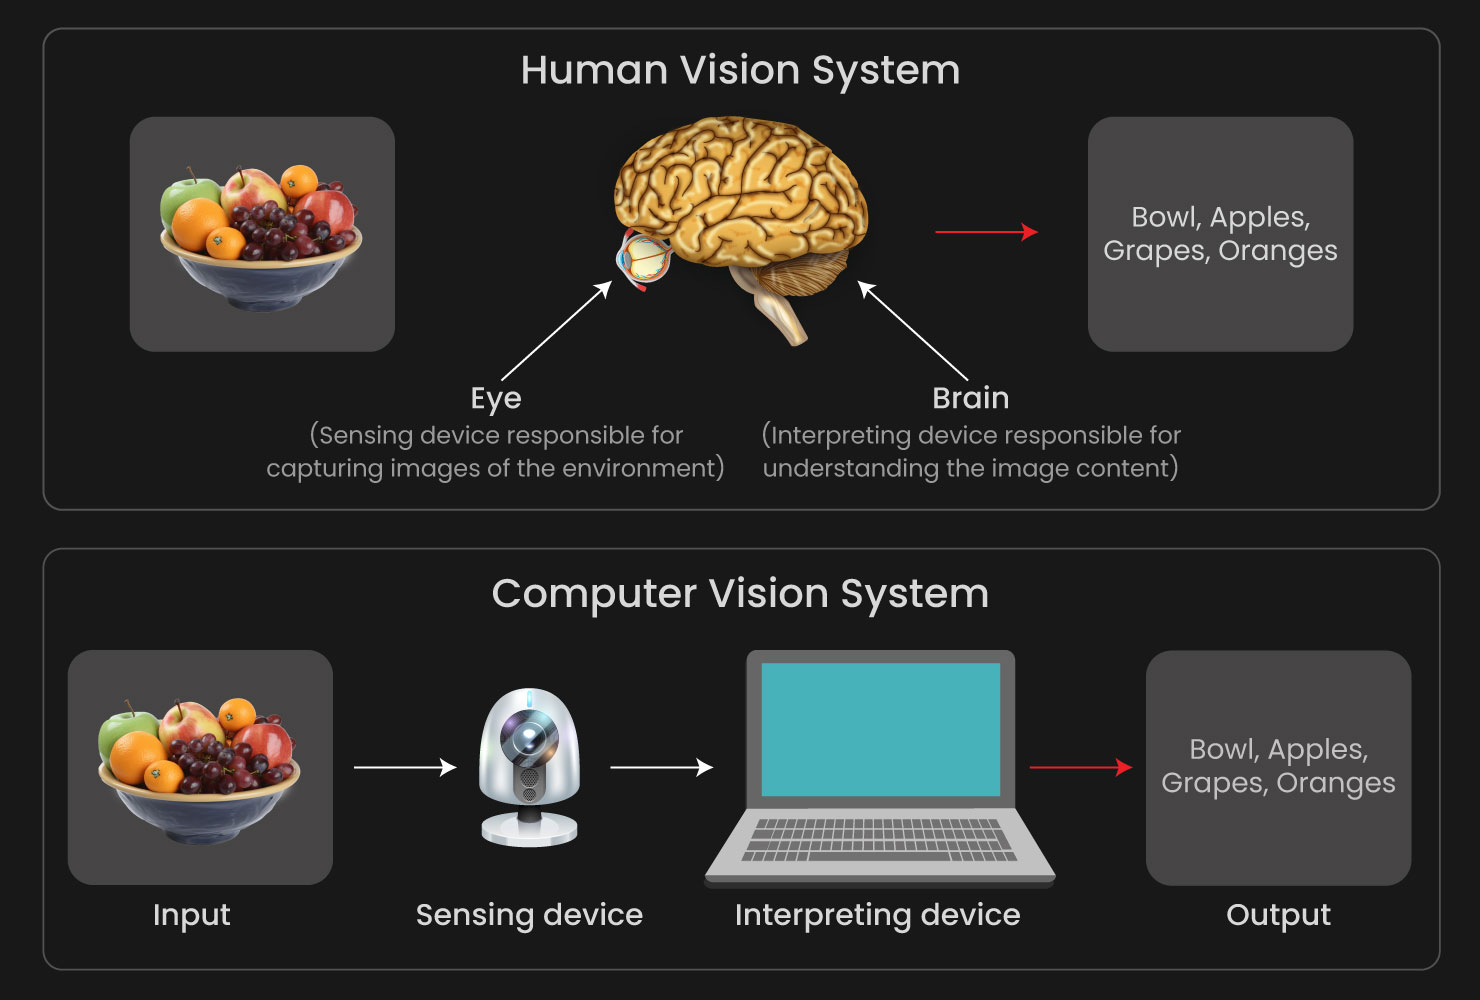 Human Vision System
Bowl, Apples,
Grapes, Oranges
Eye
(Sensing device responsible for
capturing images of the environment)
Brain
(Interpreting device responsible for
understanding the image content)
Computer Vision System
Bowl, Apples,
Grapes, Oranges
Input
Sensing device
Interpreting device
Output